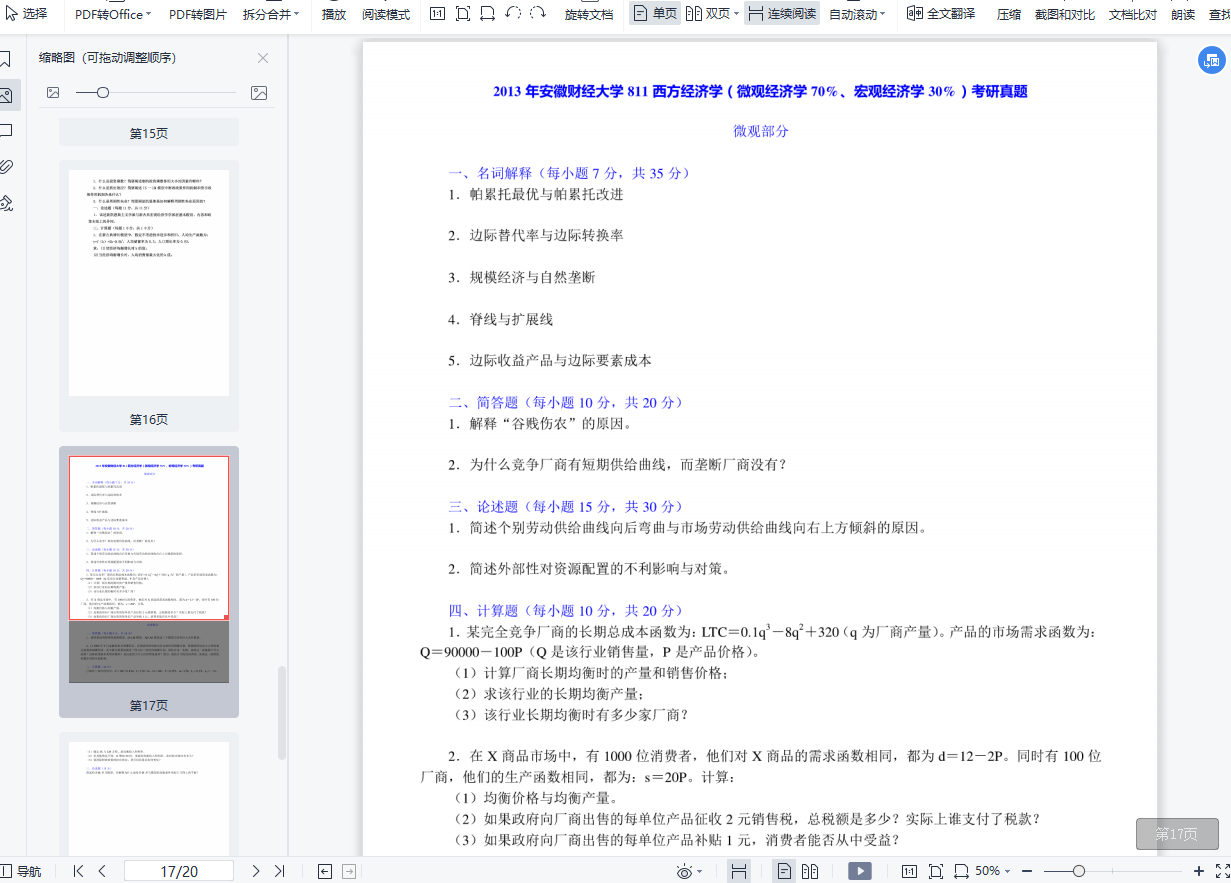 选择
PDF转Office
PDF转图片
拆分合并
播放
阅读模式
旋转文档
单页
双页
连续阅读
自动滚动
全文翻译
压缩
截图和对比
文档比对
朗读
缩略图（可拖动调整顺序）
第15页
第16页
第17页
2013 年安徽财经大学 811 西方经济学（微观经济学 70%、宏观经济学 30%）考研真题
微观部分
一、名词解释（每小题 7 分，共 35 分）
1．帕累托最优与帕累托改进
2．边际替代率与边际转换率
3．规模经济与自然垄断
4．脊线与扩展线
5．边际收益产品与边际要素成本
二、简答题（每小题 10 分，共 20 分）
1．解释“谷贱伤农”的原因。
2．为什么竞争厂商有短期供给曲线，而垄断厂商没有？
三、论述题（每小题 15 分，共 30 分）
1．简述个别劳动供给曲线向后弯曲与市场劳动供给曲线向右上方倾斜的原因。
2．简述外部性对资源配置的不利影响与对策。
四、计算题（每小题 10 分，共 20 分）
1．某完全竞争厂商的长期总成本函数为：LTC＝0.1q³－8q²＋320（q 为厂商产量）。产品的市场需求函数为：
Q＝90000－100P（Q 是该行业销售量，P 是产品价格）。
（1）计算厂商长期均衡时的产量和销售价格；
（2）求该行业的长期均衡产量；
（3）该行业长期均衡时有多少家厂商？
2．在 X 商品市场中，有 1000 位消费者，他们对 X 商品的需求函数相同，都为 d＝12－2P。同时有 100 位
厂商，他们的生产函数相同，都为：s＝20P。计算：
（1）均衡价格与均衡产量。
（2）如果政府向厂商出售的每单位产品征收 2 元销售税，总税额是多少？实际上谁支付了税款？
（3）如果政府向厂商出售的每单位产品补贴 1 元，消费者能否从中受益？
第17页
导航
17/20
50%